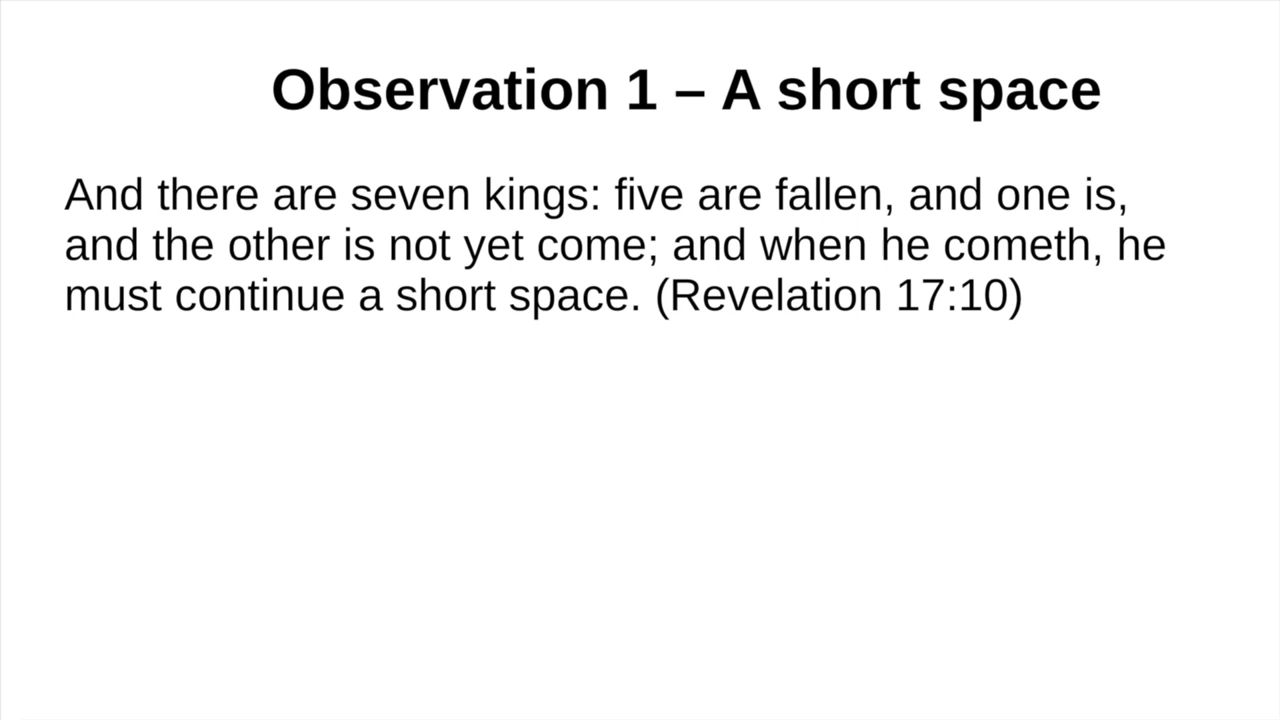 Observation 1 – A short space
And there are seven kings: five are fallen, and one is,
and the other is not yet come; and when he cometh, he
must continue a short space. (Revelation 17:10)